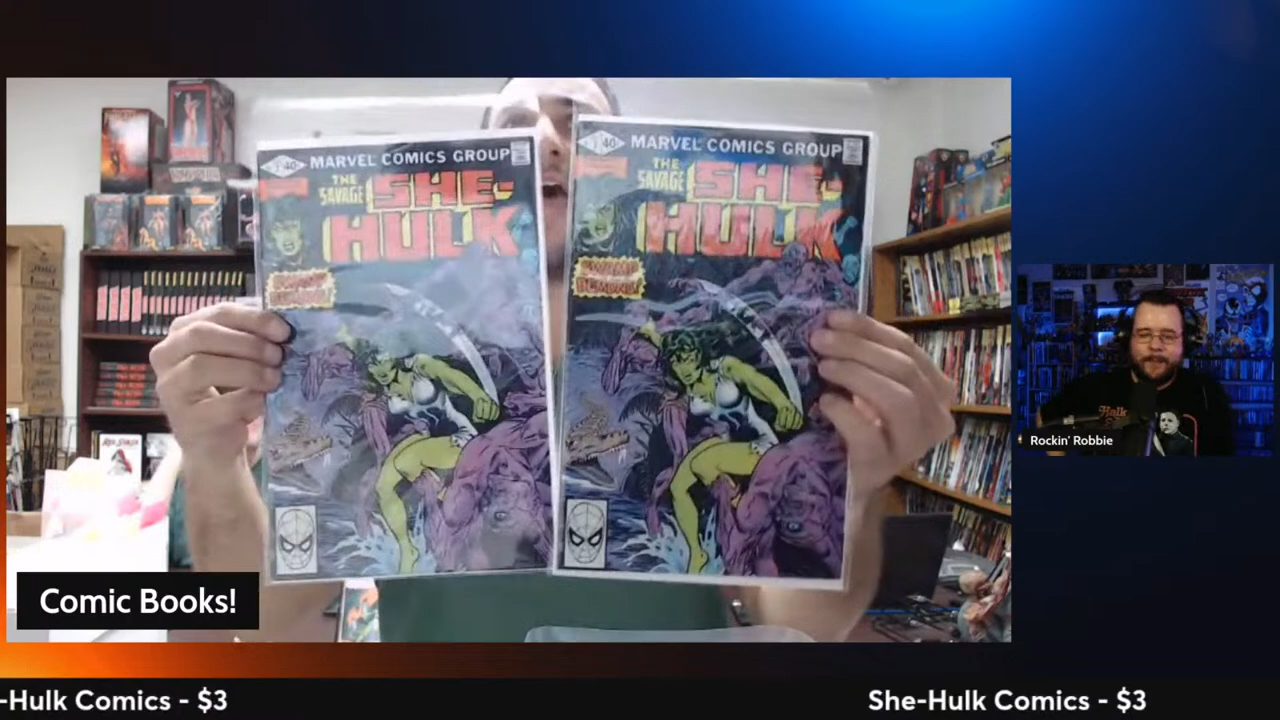 40¢
MARVEL COMICS GROUP
THE
SAVAGE
SHE-
HULK
SWAMP
DEMONS!
40¢
MARVEL COMICS GROUP
THE
SAVAGE
SHE-
HULK
SWAMP
DEMONS!
Hulk
Rockin' Robbie
Comic Books!
-Hulk Comics - $3
She-Hulk Comics - $3